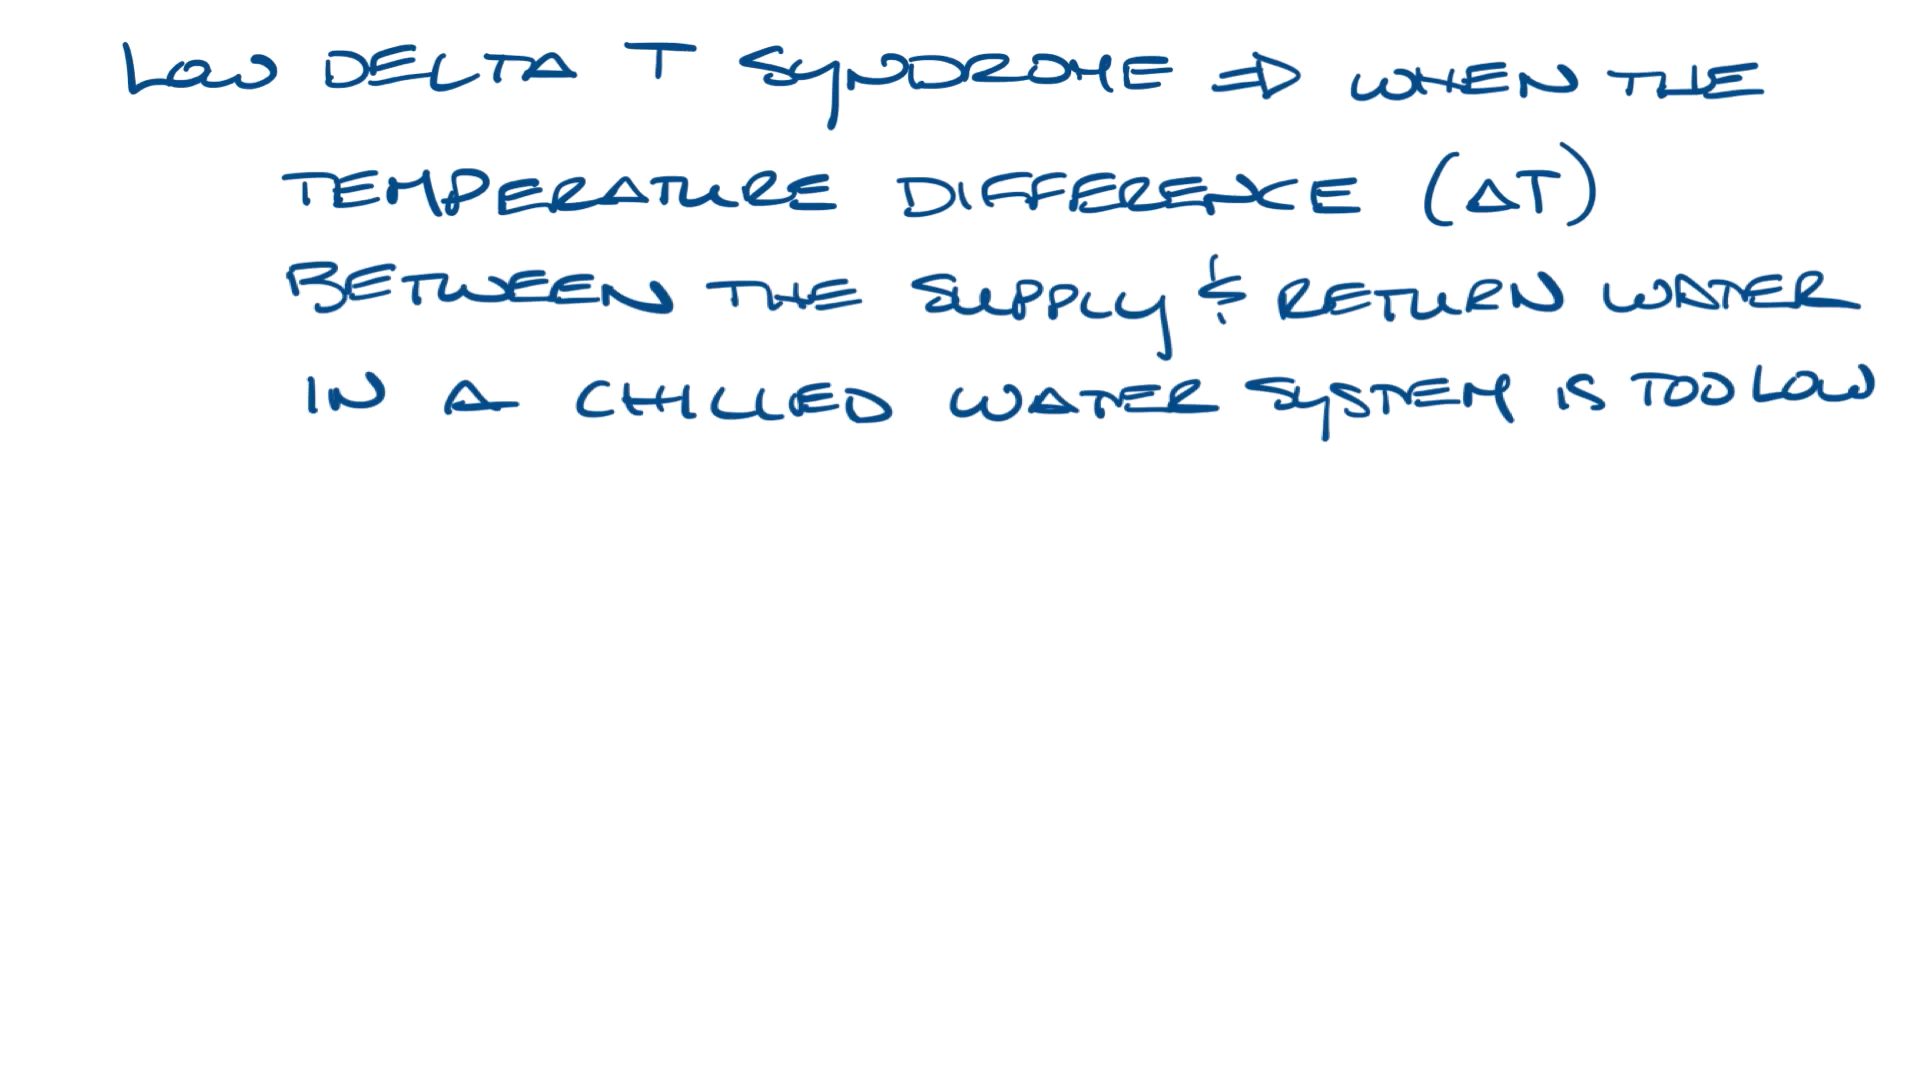 LOW DELTA T SYNDROME ⇒ WHEN THE
TEMPERATURE DIFFERENCE (ΔT)
BETWEEN THE SUPPLY & RETURN WATER
IN A CHILLED WATER SYSTEM IS TOO LOW